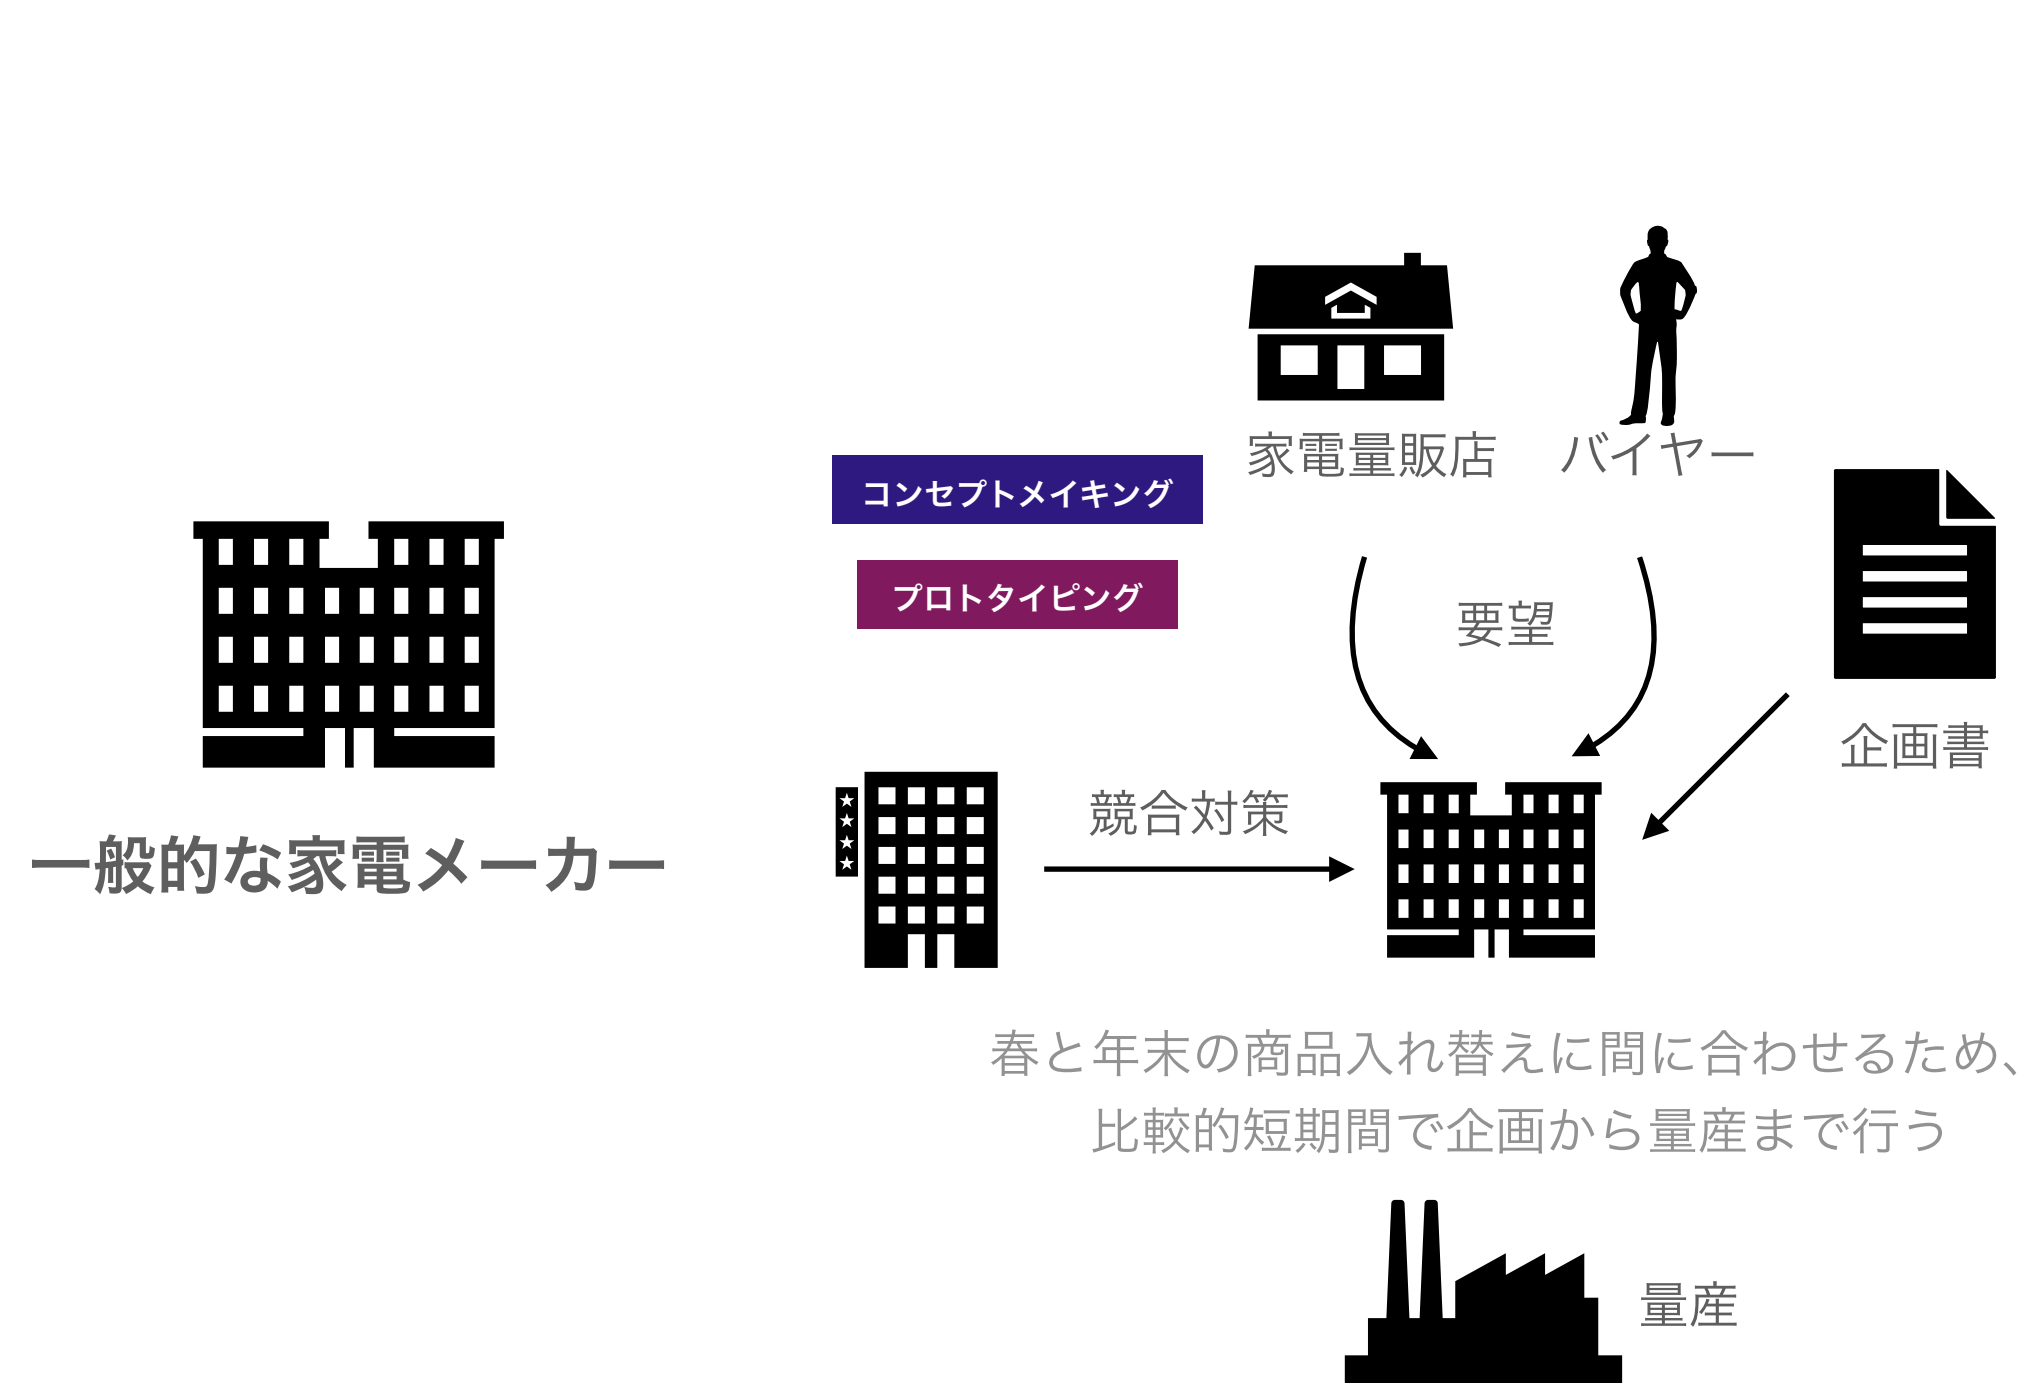 家電量販店
バイヤー
コンセプトメイキング
プロトタイピング
要望
企画書
一般的な家電メーカー
競合対策
春と年末の商品入れ替えに間に合わせるため、
比較的短期間で企画から量産まで行う
量産